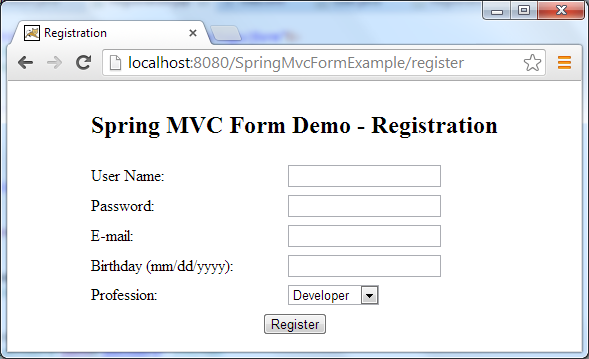 Registration
localhost:8080/SpringMvcFormExample/register
Spring MVC Form Demo - Registration
User Name:
Password:
E-mail:
Birthday (mm/dd/yyyy):
Profession: Developer
Register